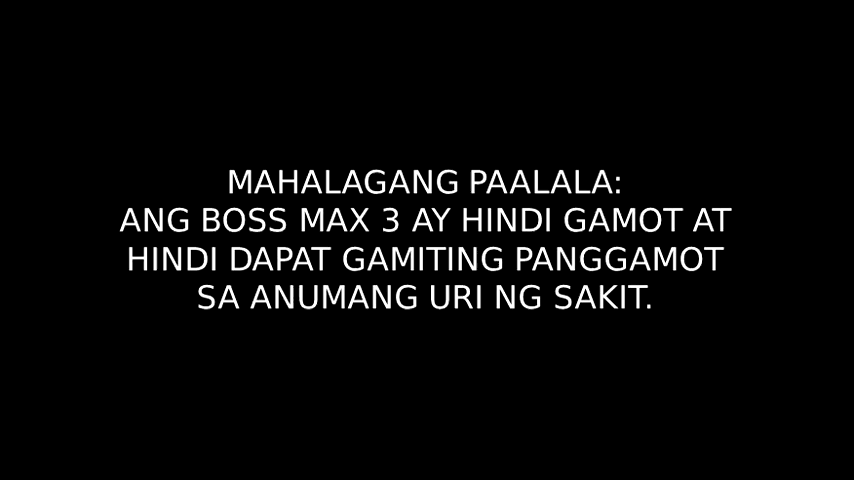 MAHALAGANG PAALALA:
ANG BOSS MAX 3 AY HINDI GAMOT AT
HINDI DAPAT GAMITING PANGGAMOT
SA ANUMANG URI NG SAKIT.